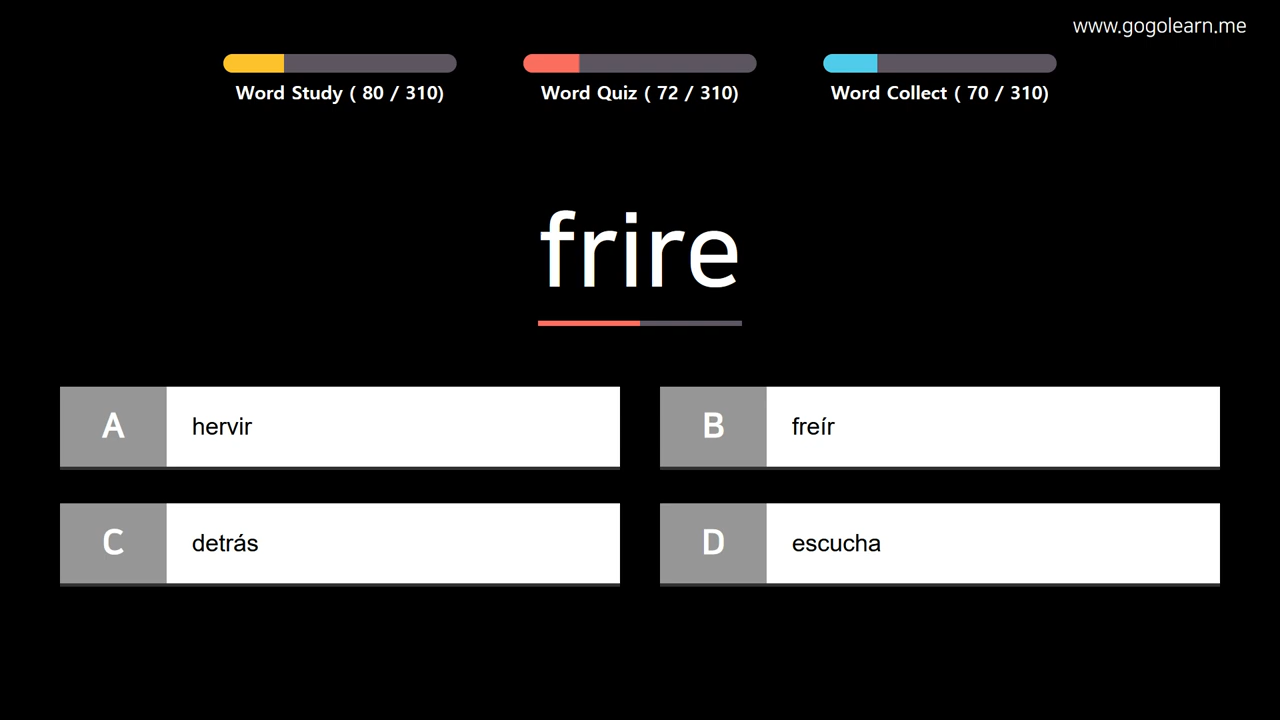 www.gogolearn.me
Word Study ( 80 / 310)
Word Quiz ( 72 / 310)
Word Collect ( 70 / 310)
frire
A hervir
B freír
C detrás
D escucha